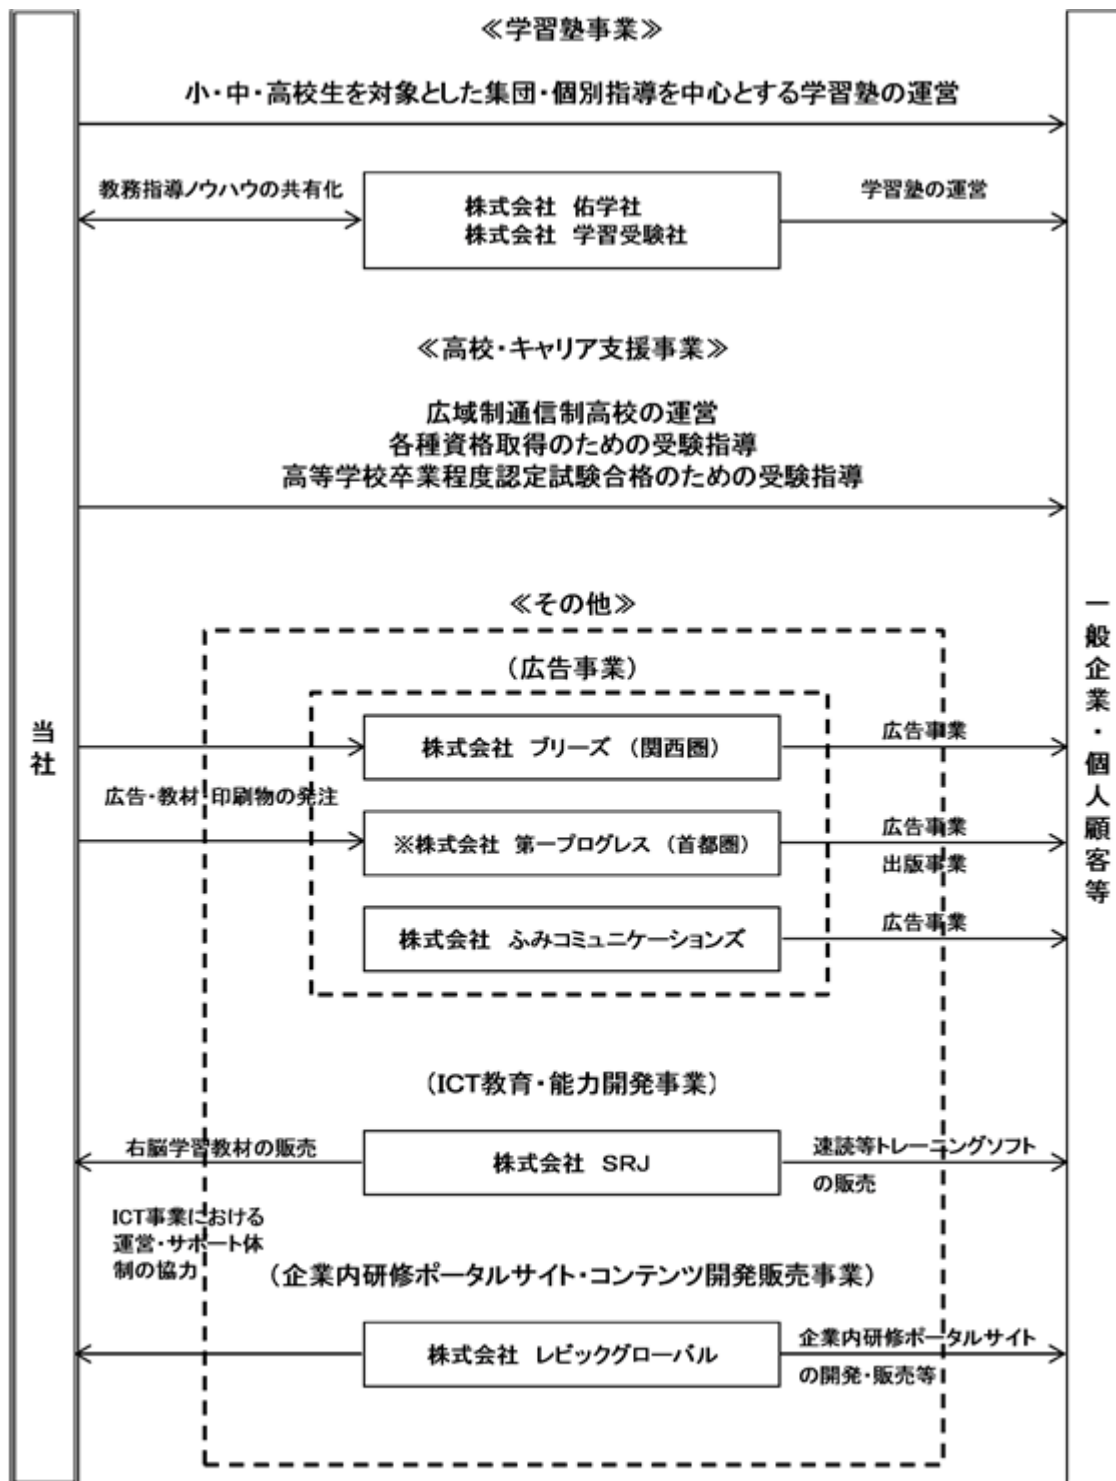 ≪学習塾事業≫
小・中・高校生を対象とした集団・個別指導を中心とする学習塾の運営
教務指導ノウハウの共有化
株式会社 佑学社
株式会社 学習受験社
学習塾の運営
≪高校・キャリア支援事業≫
広域制通信制高校の運営
各種資格取得のための受験指導
高等学校卒業程度認定試験合格のための受験指導
≪その他≫
(広告事業)
当社
一般企業・個人顧客等
株式会社 ブリーズ (関西圏)
広告事業
広告・教材・印刷物の発注
※株式会社 第一プログレス (首都圏)
広告事業
出版事業
株式会社 ふみコミュニケーションズ
広告事業
(ICT教育・能力開発事業)
右脳学習教材の販売
株式会社 SRJ
速読等トレーニングソフト
の販売
ICT事業における
運営・サポート体
制の協力
(企業内研修ポータルサイト・コンテンツ開発販売事業)
株式会社 レビックグローバル
企業内研修ポータルサイト
の開発・販売等